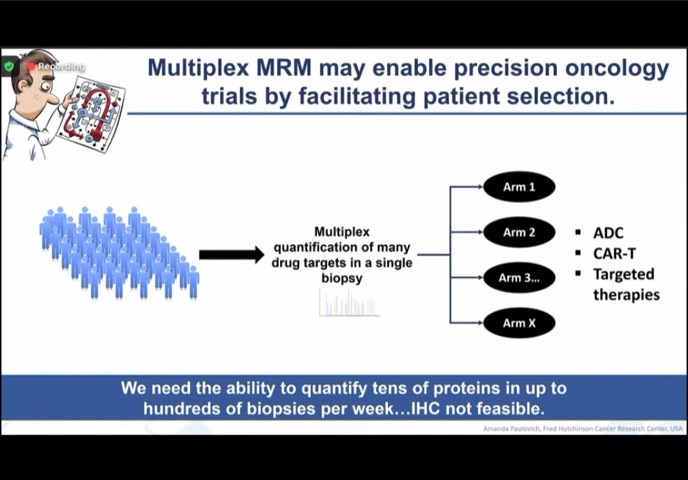 Recording
Multiplex MRM may enable precision oncology
trials by facilitating patient selection.
Multiplex
quantification of many
drug targets in a single
biopsy
Arm 1
Arm 2
Arm 3...
Arm X
▪ ADC
▪ CAR-T
▪ Targeted
therapies
We need the ability to quantify tens of proteins in up to
hundreds of biopsies per week...IHC not feasible.
Amanda Paulovich, Fred Hutchinson Cancer Research Center, USA